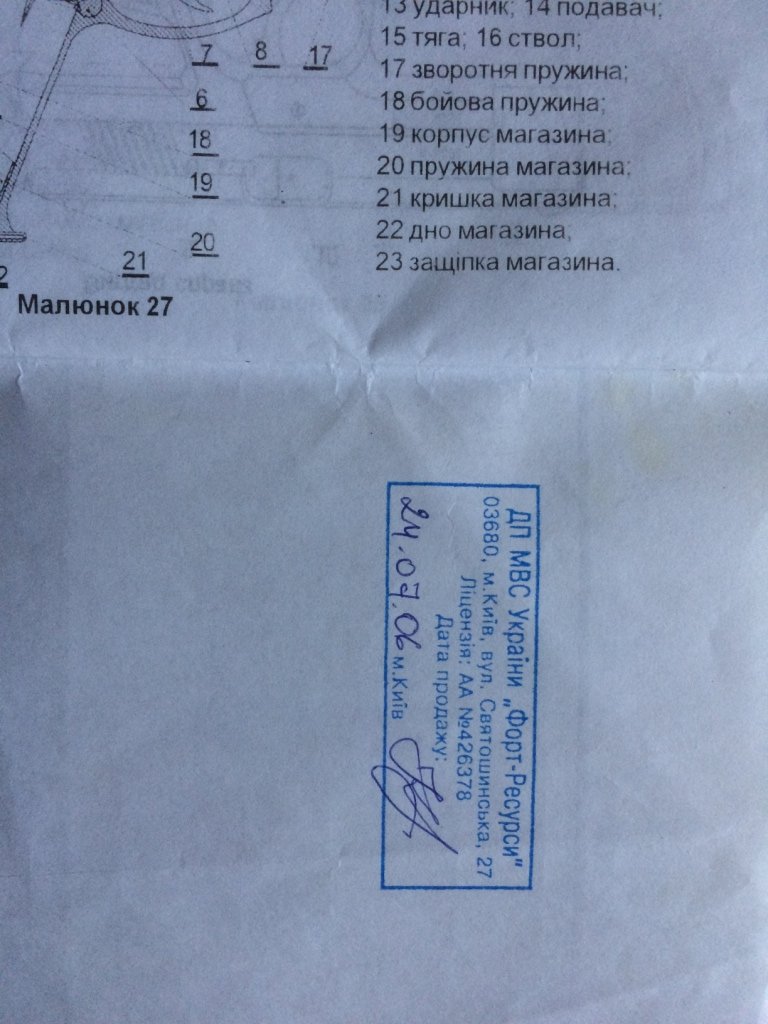 13 ударник; 14 подавач;
15 тяга; 16 ствол;
17 зворотня пружина;
18 бойова пружина;
19 корпус магазина;
20 пружина магазина;
21 кришка магазина;
22 дно магазина;
23 защіпка магазина.
7 8 17
6
18
19
20
21
2
Малюнок 27
ДП МВС України „Форт-Ресурси"
03680, м.Київ, вул. Святошинська, 27
Ліцензія: АА №426378
Дата продажу:
24.07.06 м.Київ